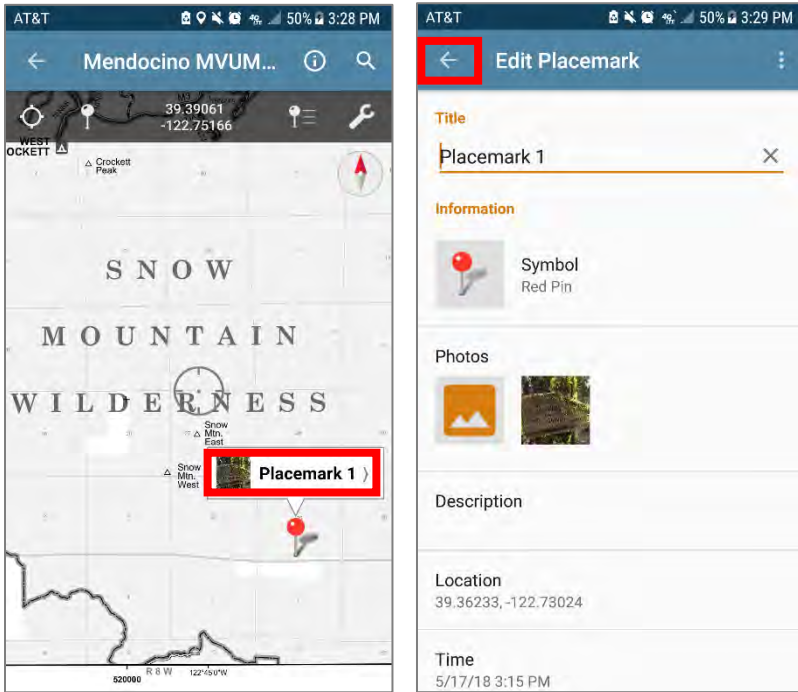 AT&T 50% 3:28 PM
Mendocino MVUM...
39.39061
-122.75166
WEST
OCKETT
Crockett
Peak
SNOW
MOUNTAIN
WILDERNESS
Snow
Mtn.
East
Snow
Mtn.
West
Placemark 1
520000
R 8 W
122°45'0"W
AT&T 50% 3:29 PM
Edit Placemark
Title
Placemark 1
Information
Symbol
Red Pin
Photos
Description
Location
39.36233, -122.73024
Time
5/17/18 3:15 PM